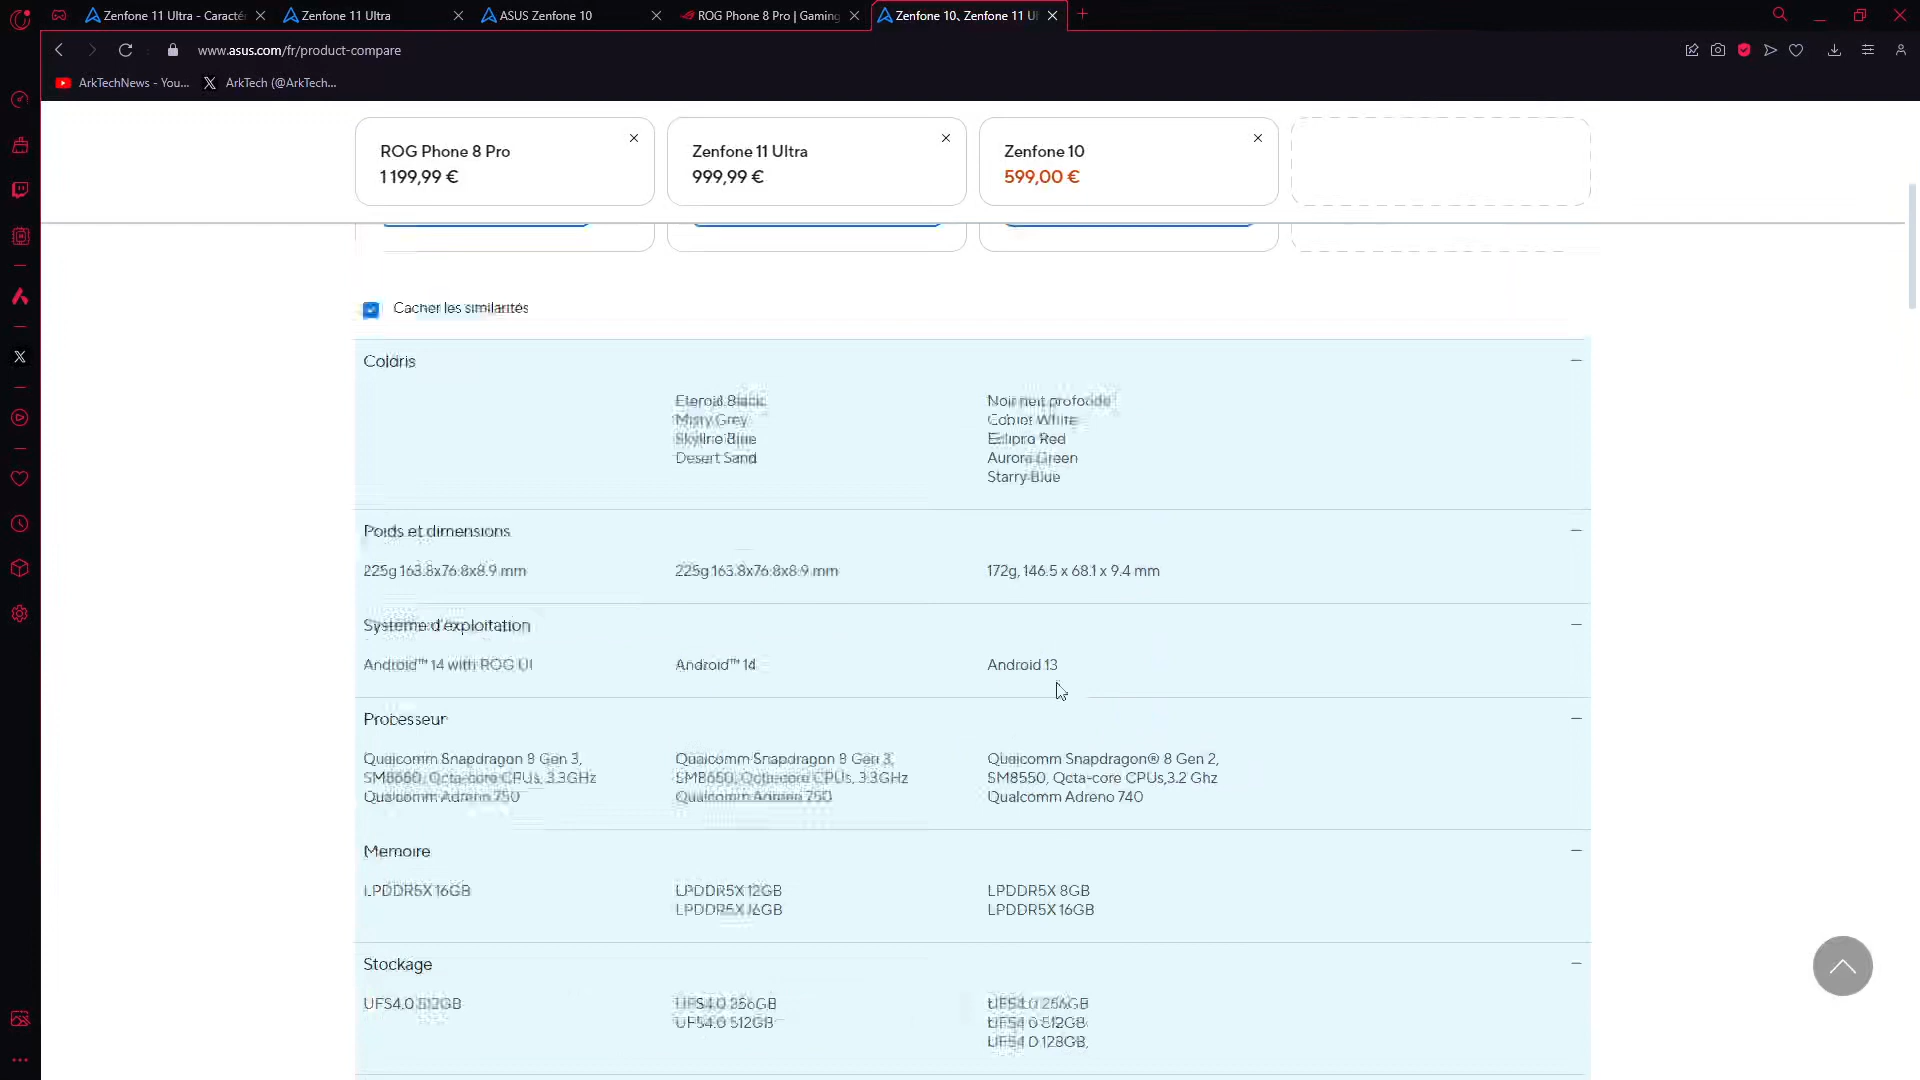 Zenfone 11 Ultra - Caracté
Zenfone 11 Ultra
ASUS Zenfone 10
ROG Phone 8 Pro | Gaming
Zenfone 10、Zenfone 11 Ul
www.asus.com/fr/product-compare
ArkTechNews - You...
ArkTech (@ArkTech...
ROG Phone 8 Pro
1 199,99 €
Zenfone 11 Ultra
999,99 €
Zenfone 10
599,00 €
Cacher les similarités
Coloris
Misty Grey
Skyline Blue
Desert Sand
Aurora Green
Starry Blue
Poids et dimensions
225g 163.8x76.8x8.9 mm
225g 163.8x76.8x8.9 mm
172g, 146.5 x 68.1 x 9.4 mm
Système d'exploitation
Android™ 14 with ROG UI
Android™ 14
Android 13
Processeur
Qualcomm Snapdragon 8 Gen 3,
SM8650, Octa-core CPUs, 3.3GHz
Qualcomm Adreno 750
Qualcomm Snapdragon 8 Gen 3,
SM8650, Octa-core CPUs, 3.3GHz
Qualcomm Adreno 750
Qualcomm Snapdragon® 8 Gen 2,
SM8550, Octa-core CPUs,3.2 Ghz
Qualcomm Adreno 740
Memoire
LPDDR5X 16GB
LPDDR5X 12GB
LPDDR5X 16GB
LPDDR5X 8GB
LPDDR5X 16GB
Stockage
UFS4.0 512GB
UFS4.0 256GB
UFS4.0 512GB
UFS4.0 256GB
UFS4.0 512GB
UFS4.0 128GB,